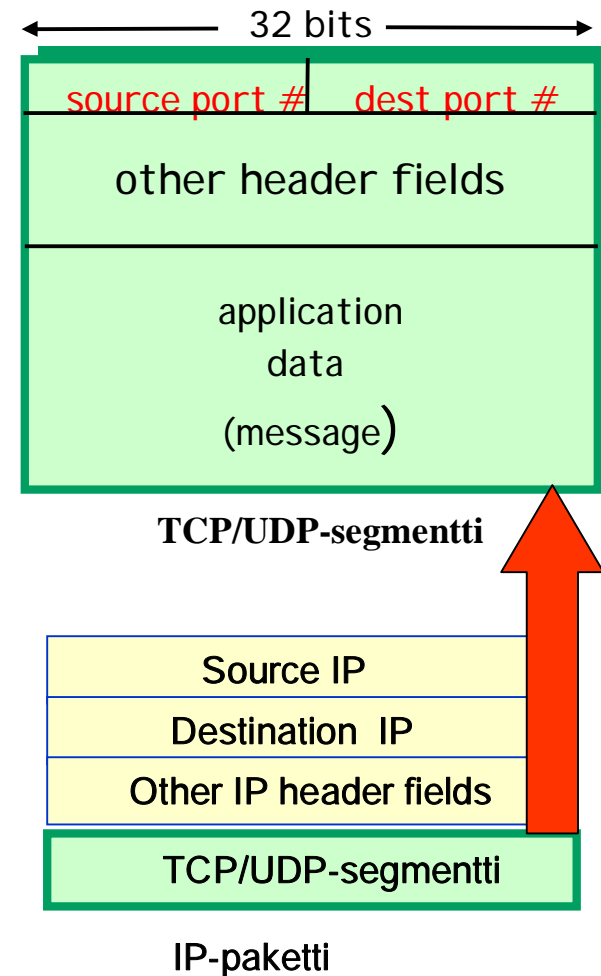 32 bits
source port # dest port #
other header fields
application
data
(message)
TCP/UDP-segmentti
Source IP
Destination IP
Other IP header fields
TCP/UDP-segmentti
IP-paketti